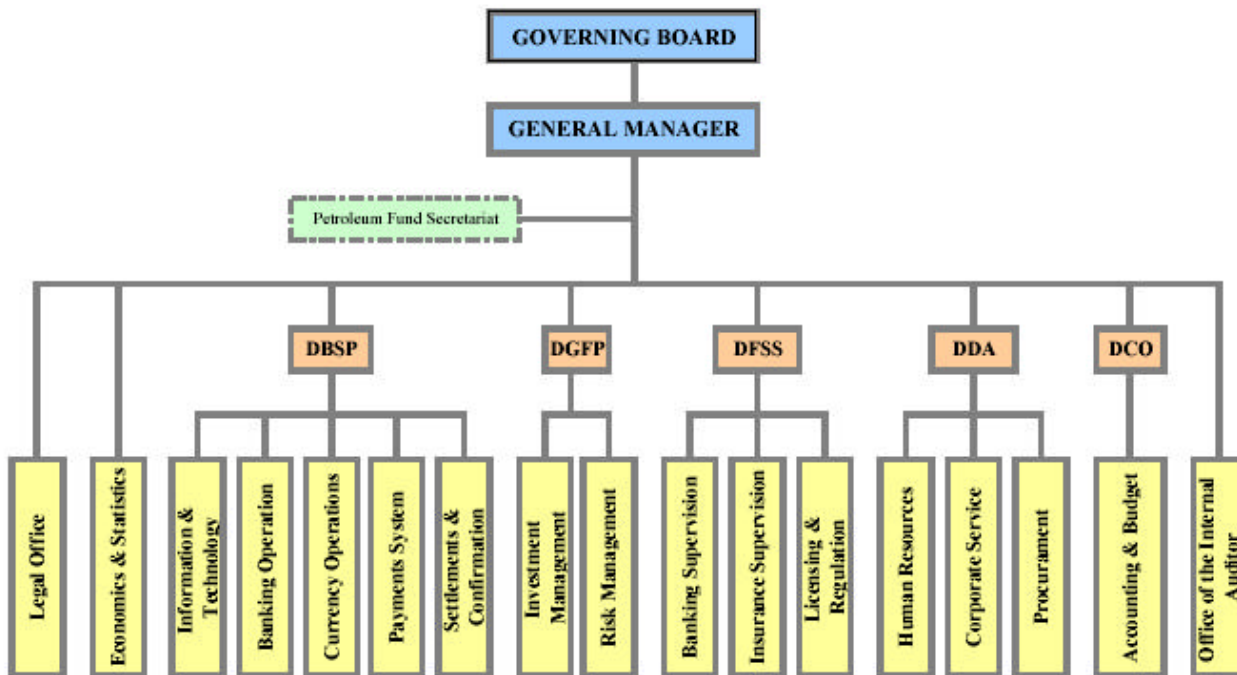 GOVERNING BOARD
GENERAL MANAGER
Petroleum Fund Secretariat
DBSP
DGFP
DFSS
DDA
DCO
Legal Office
Economics & Statistics
Information &
Technology
Banking Operation
Currency Operations
Payments System
Settlements &
Confirmation
Investment
Management
Risk Management
Banking Supervision
Insurance Supervision
Licensing &
Regulation
Human Resources
Corporate Service
Procurament
Accounting & Budget
Office of the Internal
Auditor